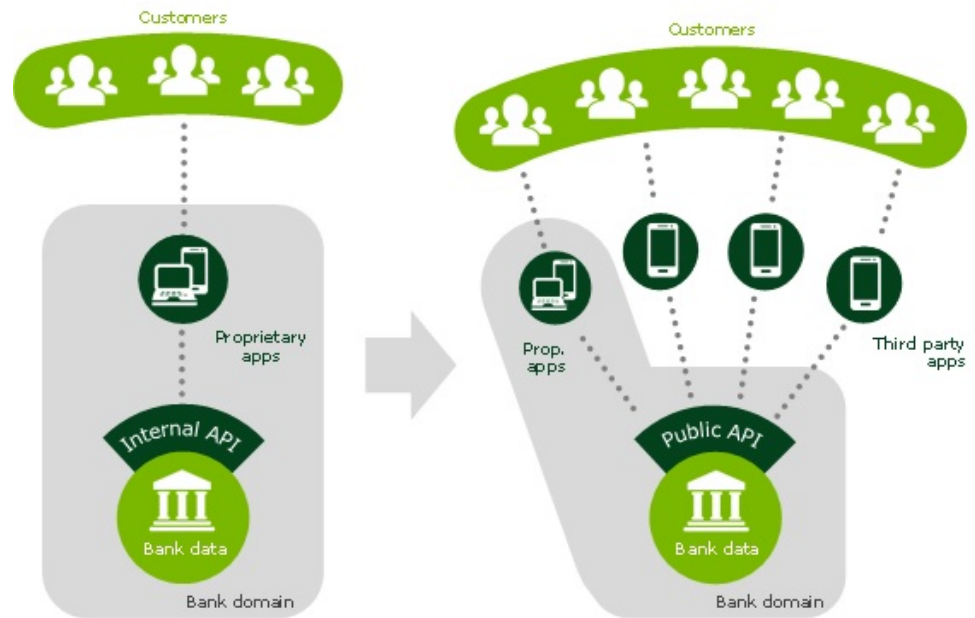 Customers
Proprietary
apps
Internal API
Bank data
Bank domain
Customers
Prop.
apps
Third party
apps
Public API
Bank data
Bank domain